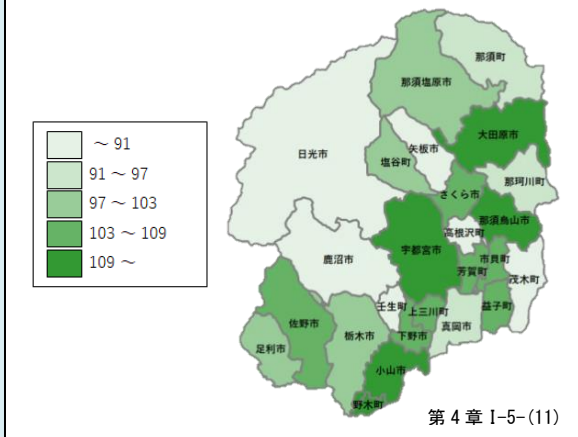 ～ 91
91 ～ 97
97 ～ 103
103 ～ 109
109 ～
那須町
那須塩原市
大田原市
矢板市
日光市
塩谷町
那珂川町
さくら市
那須烏山市
高根沢町
宇都宮市
市貝町
鹿沼市
芳賀町
茂木町
壬生町
上三川町
益子町
佐野市
真岡市
栃木市
下野市
足利市
小山市
野木町
第４章Ⅰ-5-(11)